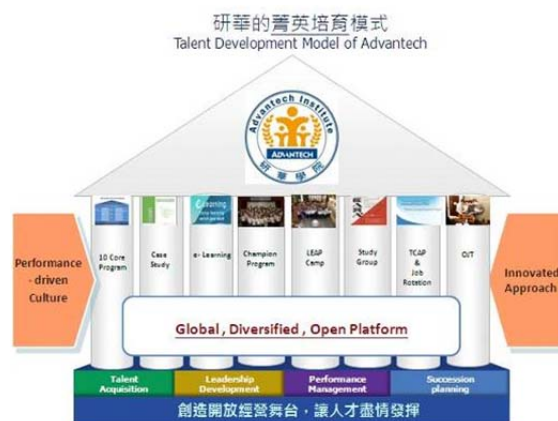 研華的菁英培育模式
Talent Development Model of Advantech
Advantech Institute
ADVANTECH
研華學院
Learning
Performance
- driven
Culture
10 Core
Program
Case
Study
e- Learning
Champion
Program
LEAP
Camp
Study
Group
TCAP
&
Job
Rotation
OJT
Innovated
Approach
Global , Diversified , Open Platform
Talent
Acquisition
Leadership
Development
Performance
Management
Succession
planning
創造開放經營舞台，讓人才盡情發揮